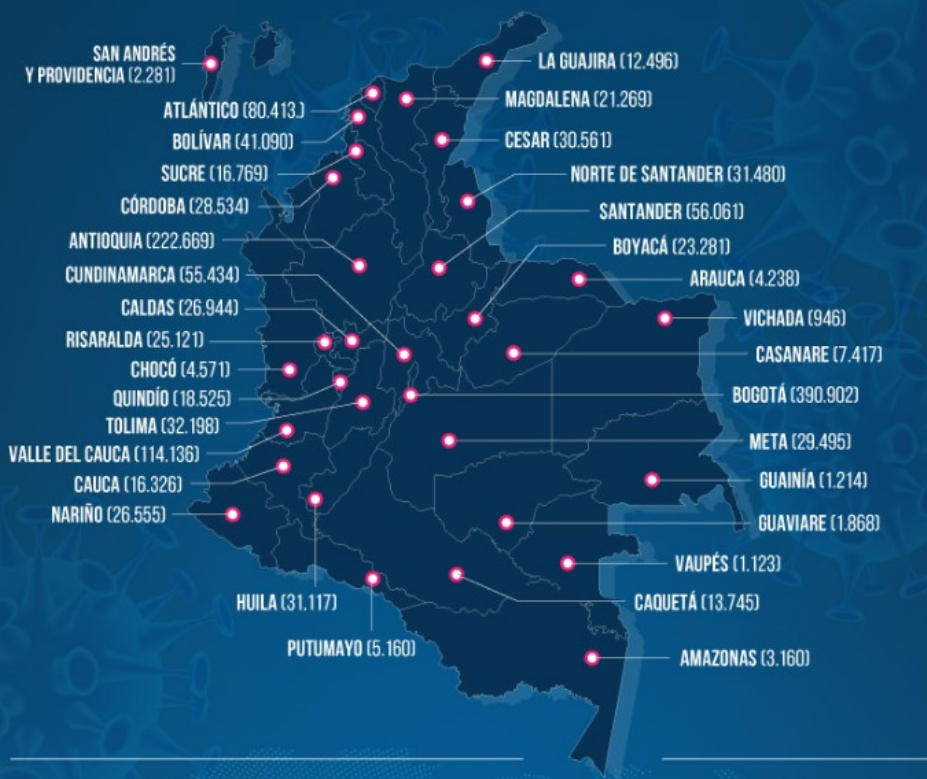 SAN ANDRÉS
Y PROVIDENCIA (2.281)
ATLÁNTICO (80.413.)
BOLÍVAR (41.090)
SUCRE (16.769)
CÓRDOBA (28.534)
ANTIOQUIA (222.669)
CUNDINAMARCA (55.434)
CALDAS (26.944)
RISARALDA (25.121)
CHOCÓ (4.571)
QUINDÍO (18.525)
TOLIMA (32.198)
VALLE DEL CAUCA (114.136)
CAUCA (16.326)
NARIÑO (26.555)
HUILA (31.117)
PUTUMAYO (5.160)
LA GUAJIRA (12.496)
MAGDALENA (21.269)
CESAR (30.561)
NORTE DE SANTANDER (31.480)
SANTANDER (56.061)
BOYACÁ (23.281)
ARAUCA (4.238)
VICHADA (946)
CASANARE (7.417)
BOGOTÁ (390.902)
META (29.495)
GUAINÍA (1.214)
GUAVIARE (1.868)
VAUPÉS (1.123)
CAQUETÁ (13.745)
AMAZONAS (3.160)